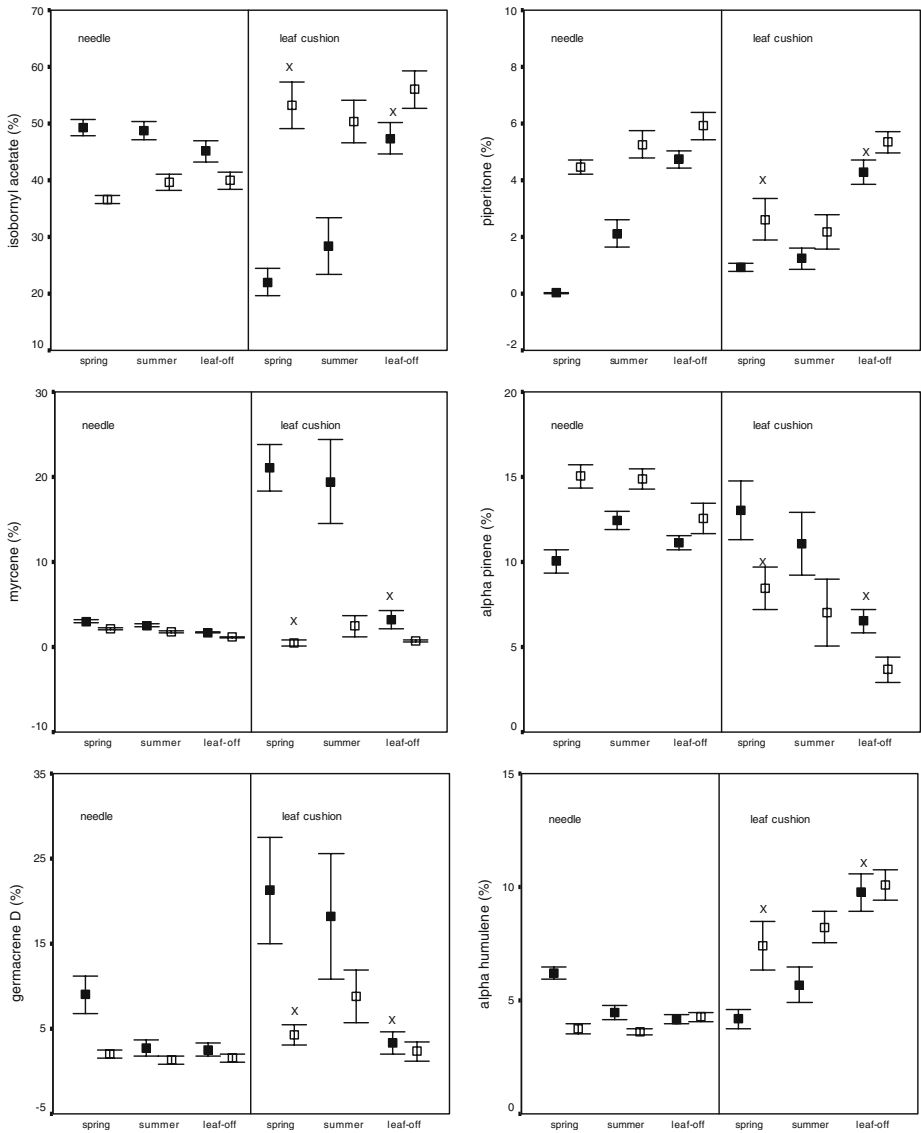 70
60
50
40
30
20
10
isobornyl acetate (%)
needle
leaf cushion
x
x
spring summer leaf-off spring summer leaf-off
10
8
6
4
2
0
-2
piperitone (%)
needle
leaf cushion
x
x
spring summer leaf-off spring summer leaf-off
30
20
10
0
-10
myrcene (%)
needle
leaf cushion
x
x
spring summer leaf-off spring summer leaf-off
20
15
10
5
0
alpha pinene (%)
needle
leaf cushion
x
x
spring summer leaf-off spring summer leaf-off
35
25
15
5
-5
germacrene D (%)
needle
leaf cushion
x
x
spring summer leaf-off spring summer leaf-off
15
10
5
0
alpha humulene (%)
needle
leaf cushion
x
x
spring summer leaf-off spring summer leaf-off